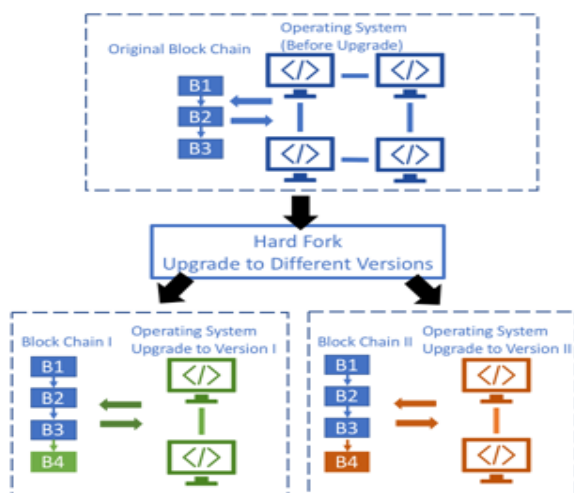 Operating System
(Before Upgrade)
Original Block Chain
B1
B2
B3
</>
</>
</>
</>
Hard Fork
Upgrade to Different Versions
Block Chain I
Operating System
Upgrade to Version I
B1
B2
B3
B4
</>
</>
Block Chain II
Operating System
Upgrade to Version II
B1
B2
B3
B4
</>
</>